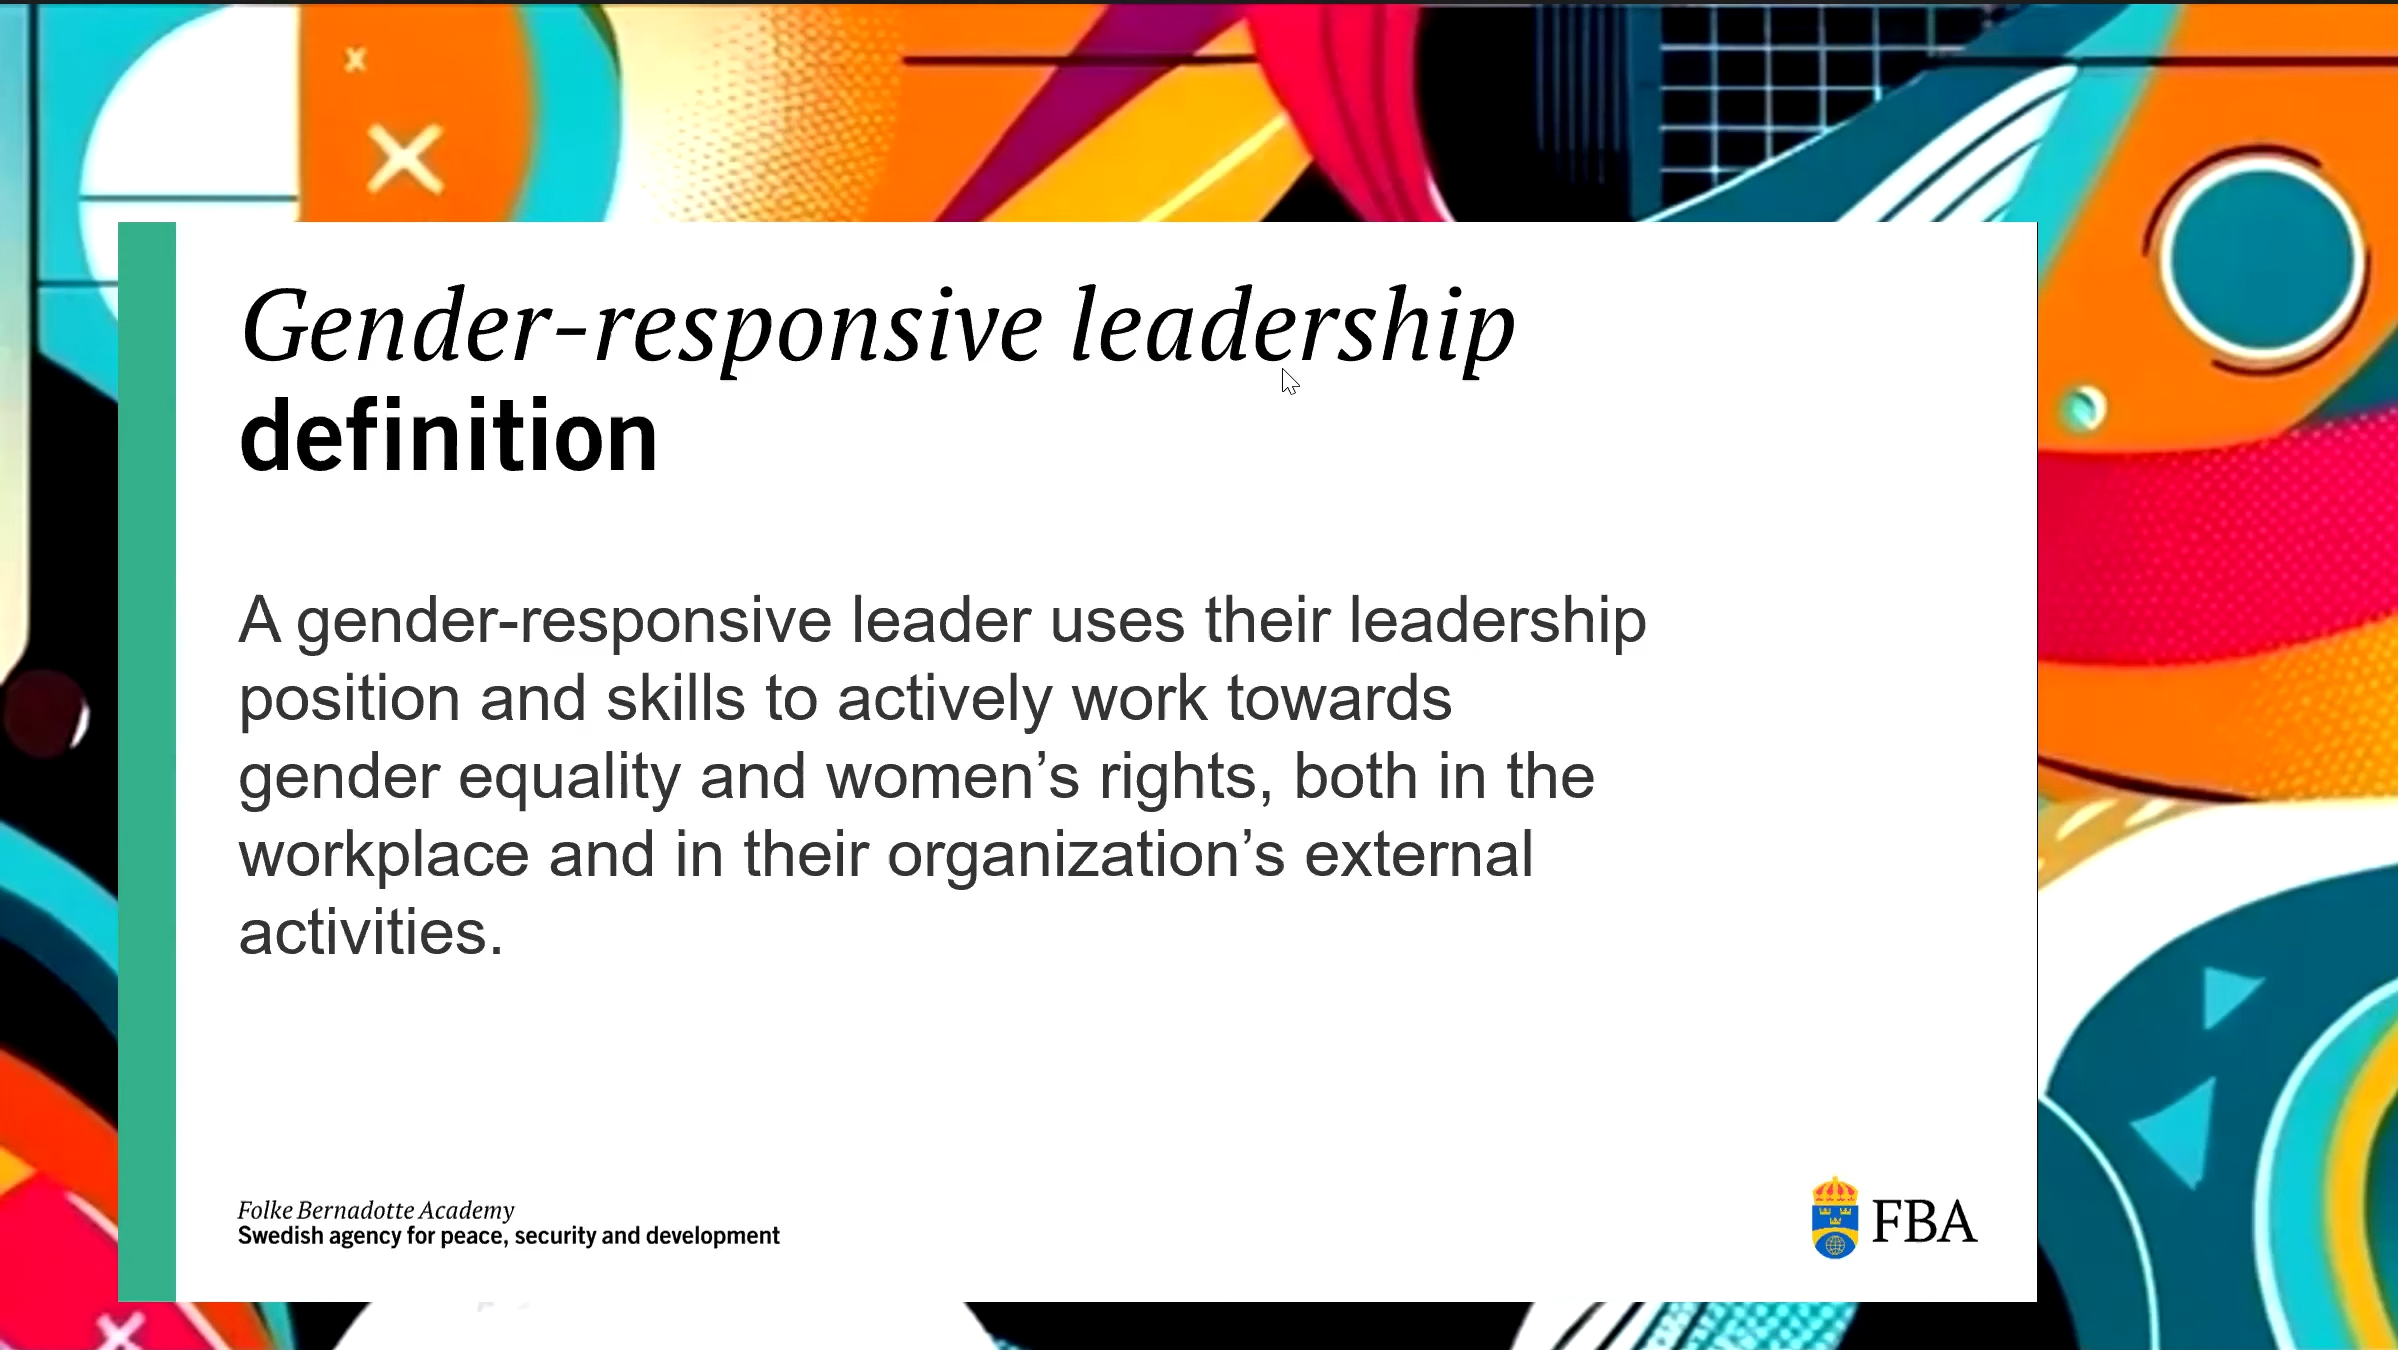 Gender-responsive leadership
definition
A gender-responsive leader uses their leadership
position and skills to actively work towards
gender equality and women’s rights, both in the
workplace and in their organization’s external
activities.
Folke Bernadotte Academy
Swedish agency for peace, security and development
FBA